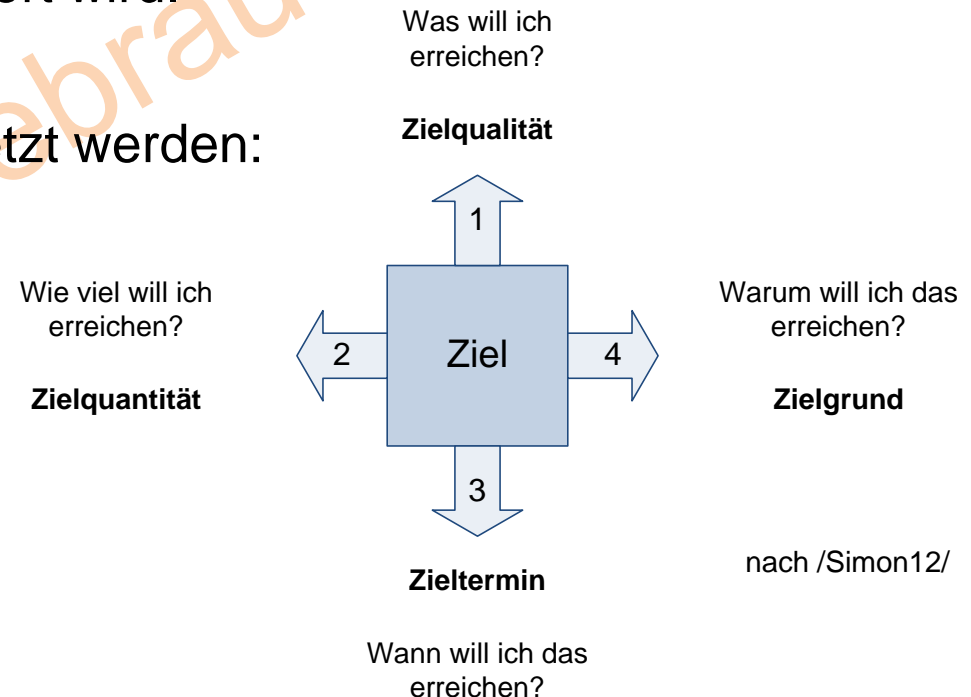 wird.
Was will ich
erreichen?
Zielqualität
werden:
1
Wie viel will ich
erreichen?
Zielquantität
2
Ziel
4
Warum will ich das
erreichen?
Zielgrund
3
Zieltermin
nach /Simon12/
Wann will ich das
erreichen?